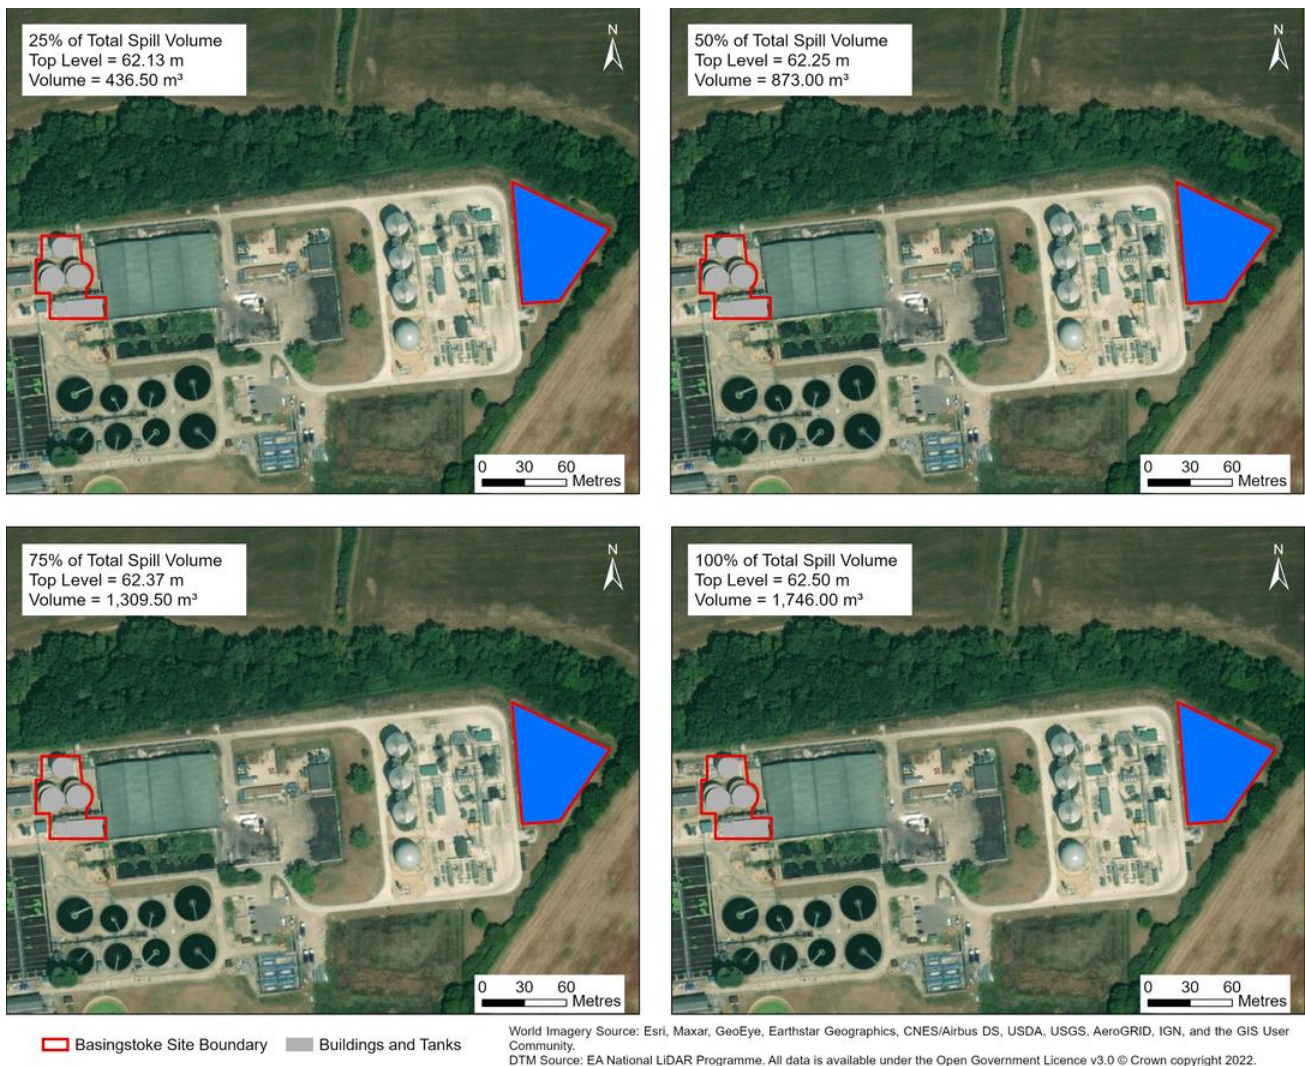 25% of Total Spill Volume
Top Level = 62.13 m
Volume = 436.50 m³
N
0 30 60
Metres
50% of Total Spill Volume
Top Level = 62.25 m
Volume = 873.00 m³
N
0 30 60
Metres
75% of Total Spill Volume
Top Level = 62.37 m
Volume = 1,309.50 m³
N
0 30 60
Metres
100% of Total Spill Volume
Top Level = 62.50 m
Volume = 1,746.00 m³
N
0 30 60
Metres
Basingstoke Site Boundary
Buildings and Tanks
World Imagery Source: Esri, Maxar, GeoEye, Earthstar Geographics, CNES/Airbus DS, USDA, USGS, AeroGRID, IGN, and the GIS User
Community.
DTM Source: EA National LiDAR Programme. All data is available under the Open Government Licence v3.0 © Crown copyright 2022.